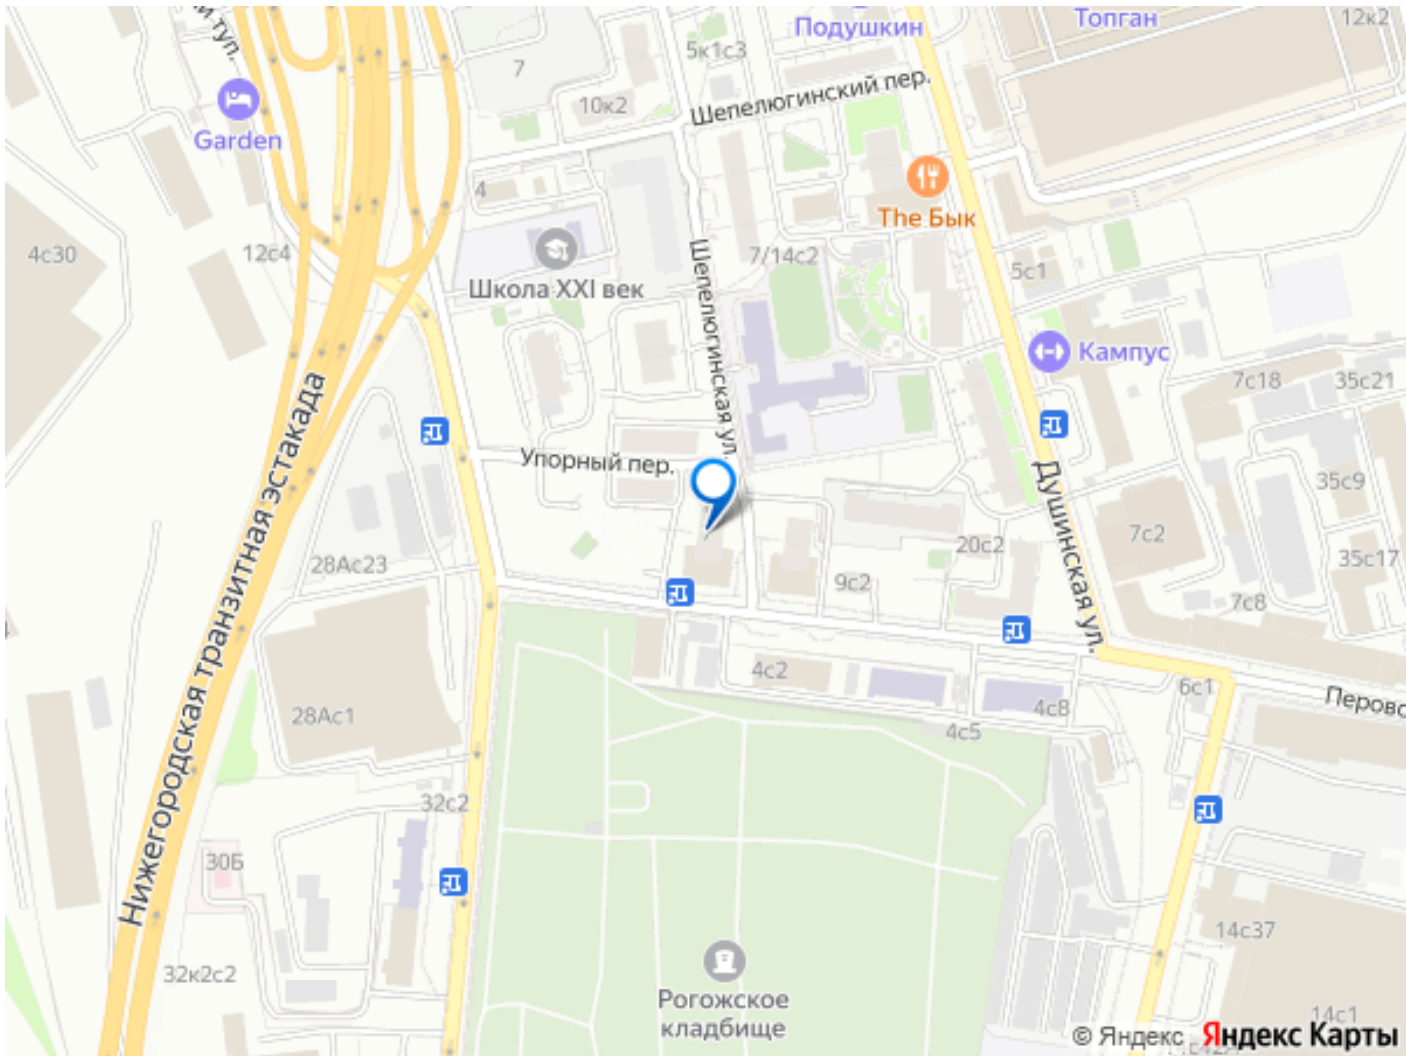 Подушкин
Топган
12к2
5к1с3
7
10к2
Шепелюгинский пер.
Garden
4
The Бык
4с30
12с4
Школа XXI век
Шепелюгинская ул.
7/14с2
5с1
Кампус
7с18
35с21
Нижегородская транзитная эстакада
Упорный пер.
Душинская ул.
35с9
7с2
20с2
28Ас23
35с17
9с2
7с8
4с2
6с1
Перово
28Ас1
4с8
4с5
32с2
30Б
14с37
32к2с2
Рогожское
кладбище
14с1
© Яндекс Яндекс Карты